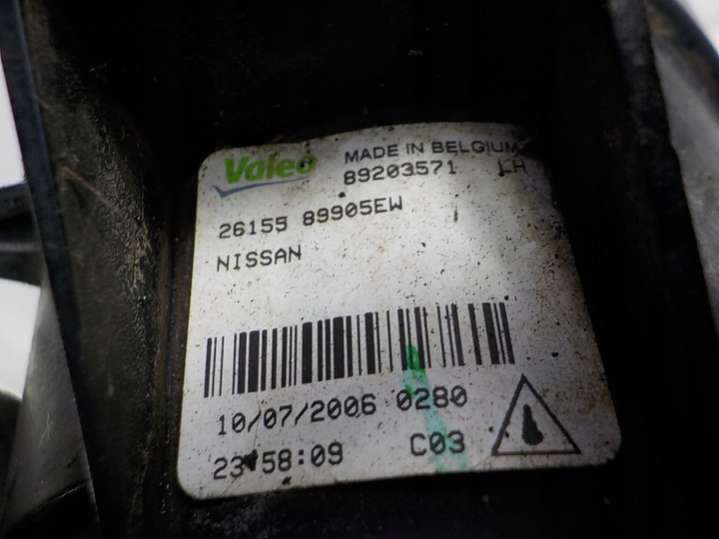 Valeo MADE IN BELGIUM
89203571 LH
26155 89905EW
NISSAN
10/07/2006 0280
23:58:09 C03